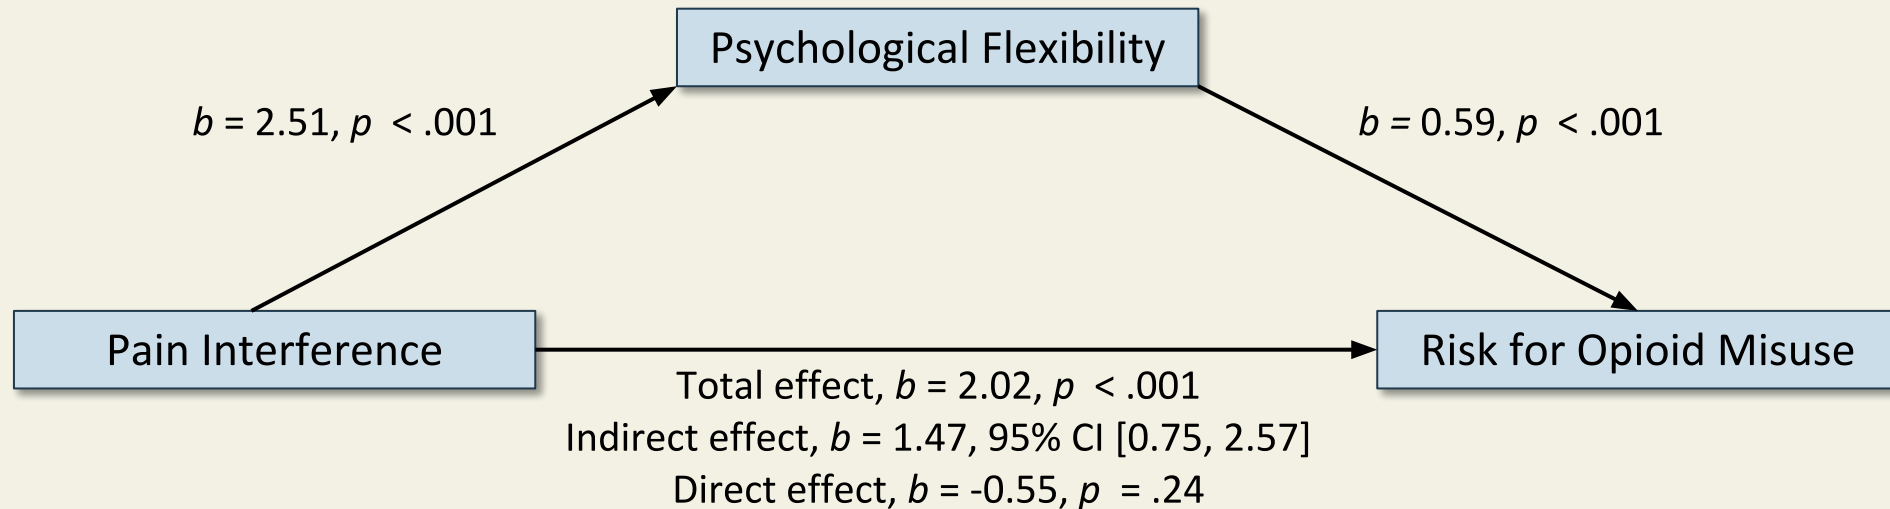 Psychological Flexibility
b = 2.51, p < .001
b = 0.59, p < .001
Pain Interference
Risk for Opioid Misuse
Total effect, b = 2.02, p < .001
Indirect effect, b = 1.47, 95% CI [0.75, 2.57]
Direct effect, b = -0.55, p = .24